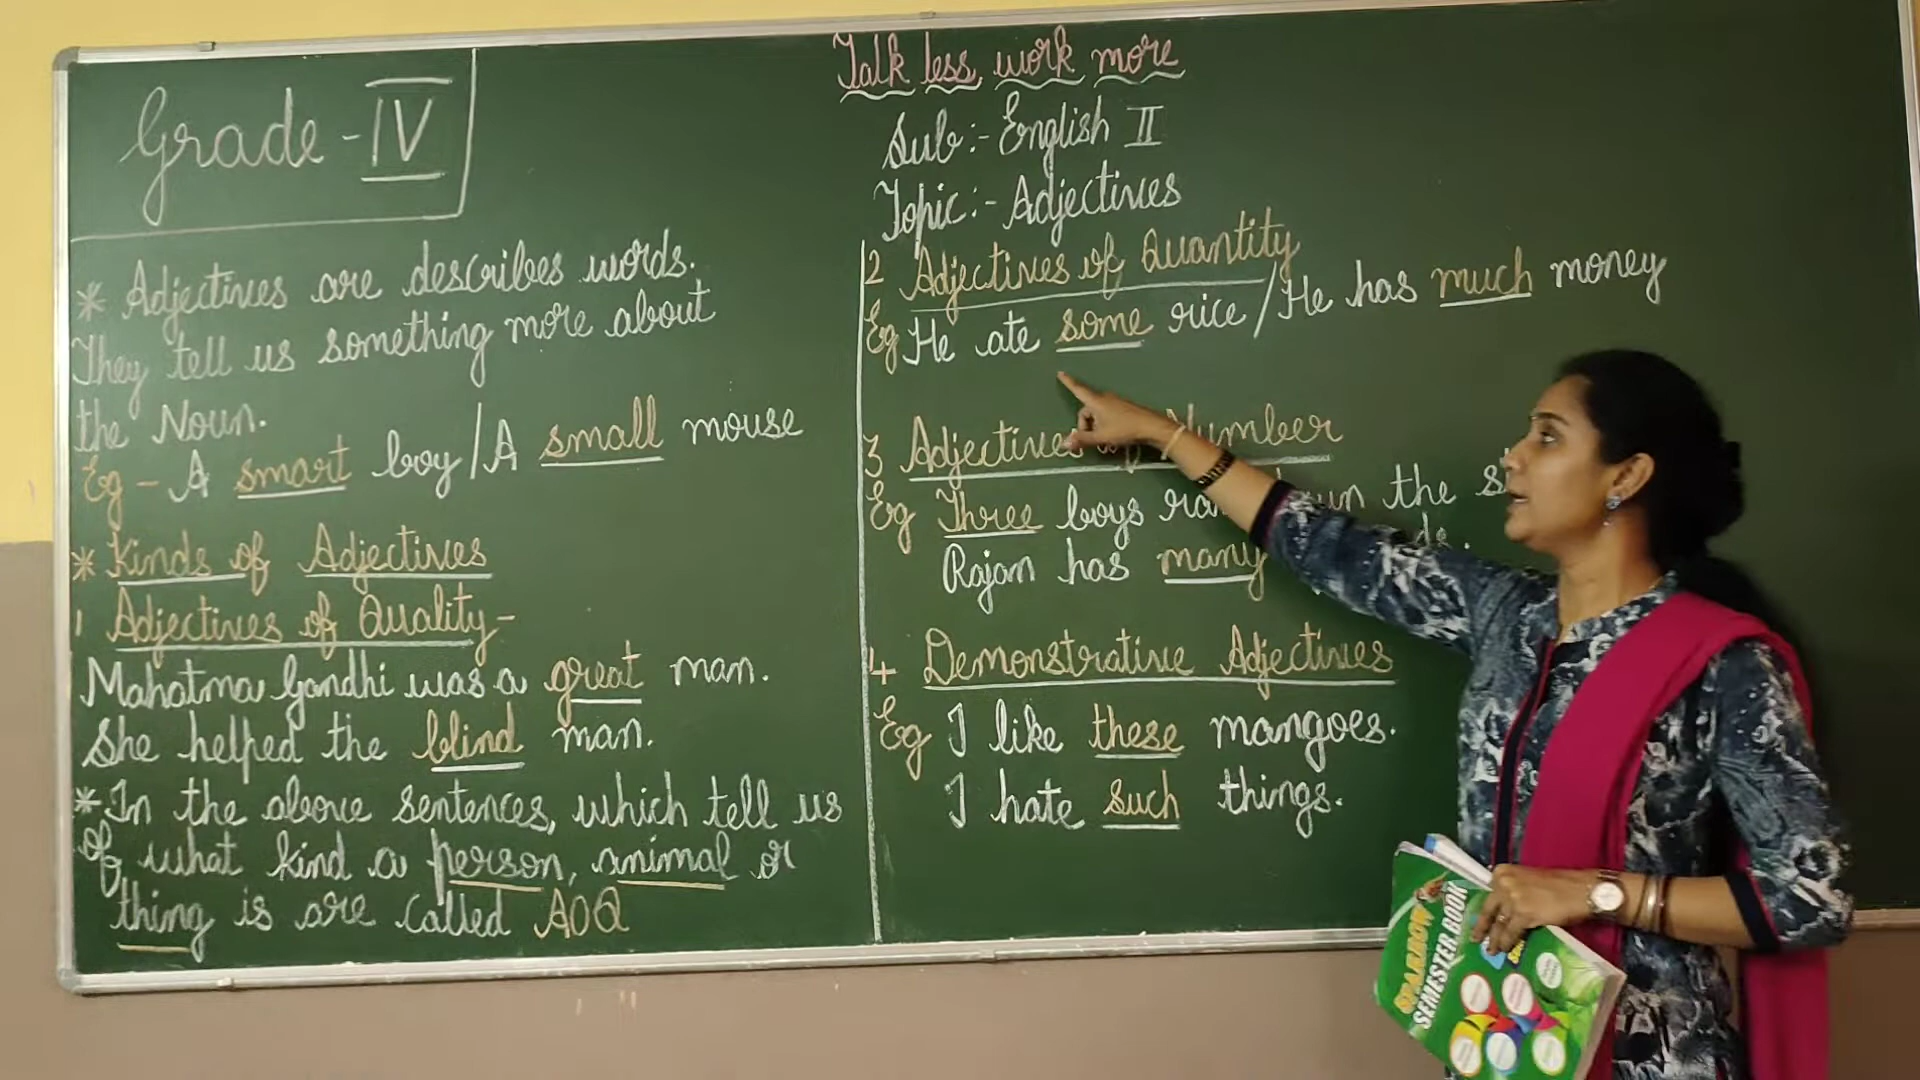 Talk less, work more
Grade - IV
Sub:- English II
Topic:- Adjectives
* Adjectives are describes words.
They tell us something more about
the Noun.
Eg - A smart boy / A small mouse
* Kinds of Adjectives
1 Adjectives of Quality -
Mahatma Gandhi was a great man.
She helped the blind man.
* In the above sentences, which tell us
of what kind a person, animal or
thing is are called AOQ
2 Adjectives of Quantity
Eg He ate some rice / He has much money
3 Adjectives of Number
Eg Three boys the
Rajan has many
4 Demonstrative Adjectives
Eg I like these mangoes.
I hate such things.
SPARROW
SEMESTER BOOK